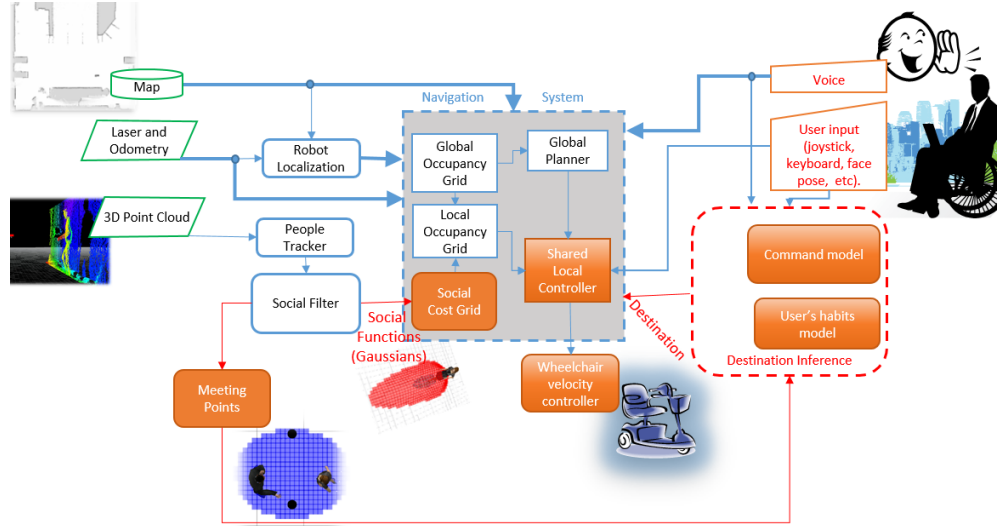 Map
Laser and
Odometry
3D Point Cloud
Robot
Localization
People
Tracker
Social Filter
Meeting
Points
Social
Functions
(Gaussians)
Navigation System
Global
Occupancy
Grid
Global
Planner
Local
Occupancy
Grid
Shared
Local
Controller
Social
Cost Grid
Wheelchair
velocity
controller
Destination
Voice
User input
(joystick,
keyboard, face
pose, etc).
Command model
User's habits
model
Destination Inference